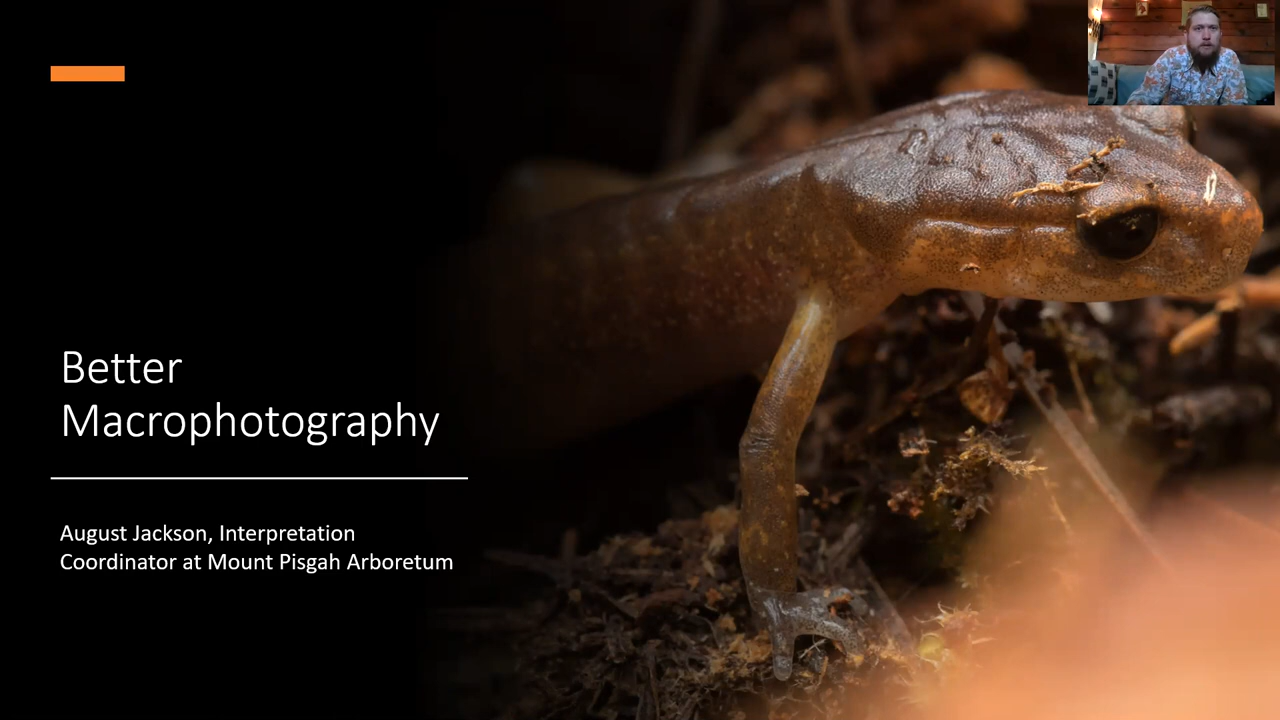 Better
Macrophotography
August Jackson, Interpretation
Coordinator at Mount Pisgah Arboretum